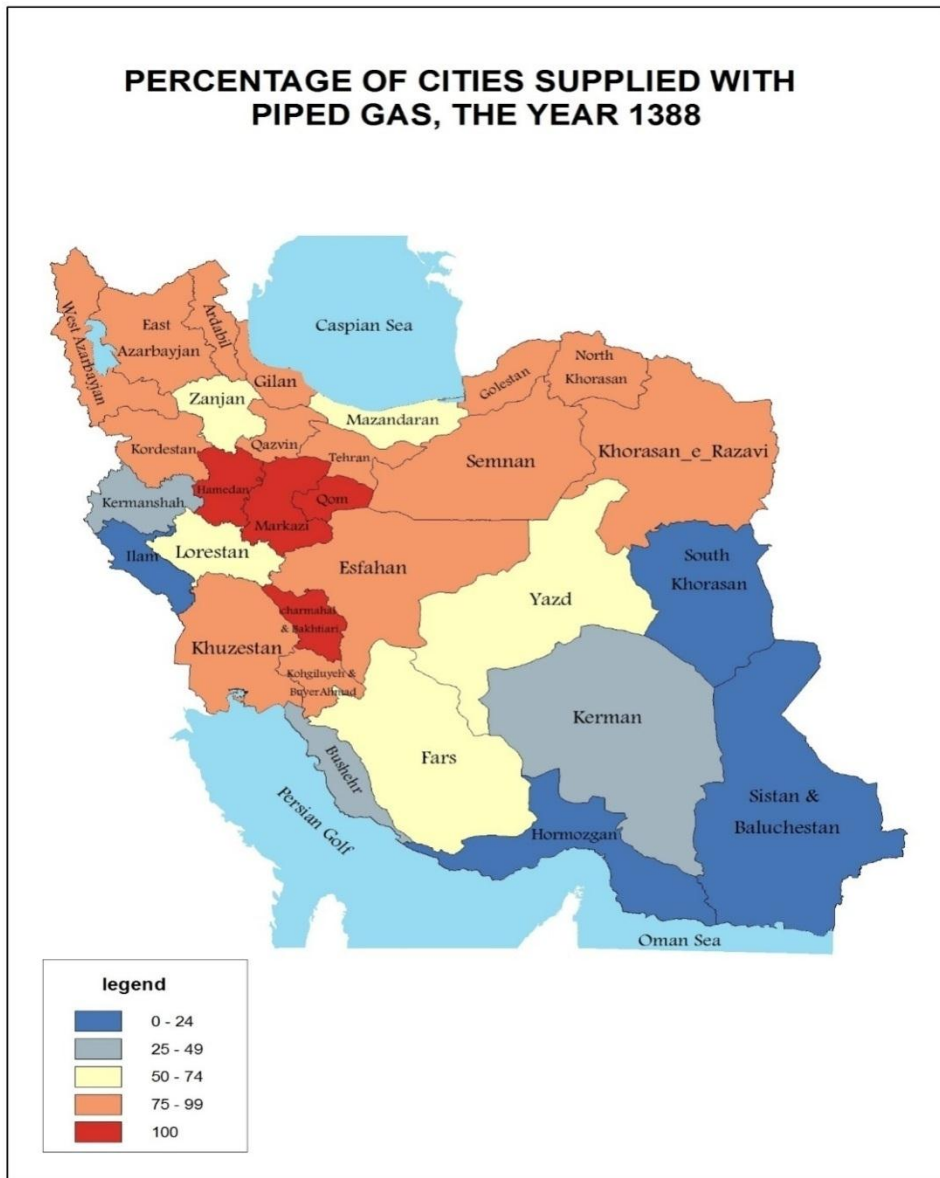 PERCENTAGE OF CITIES SUPPLIED WITH
PIPED GAS, THE YEAR 1388
Caspian Sea
West Azarbayjan
East
Azarbayjan
Ardabil
Gilan
Zanjan
Mazandaran
Golestan
North
Khorasan
Kordestan
Qazvin
Tehran
Semnan
Khorasan_e_Razavi
Kermanshah
Hamedan
Qom
Markazi
Ilam
Lorestan
Esfahan
South
Khorasan
Yazd
charmahal
& Bakhtiari
Khuzestan
Kohgiluyeh &
BuyerAhmad
Kerman
Fars
Bushehr
Persian Golf
Hormozgan
Sistan &
Baluchestan
Oman Sea
legend
0 - 24
25 - 49
50 - 74
75 - 99
100